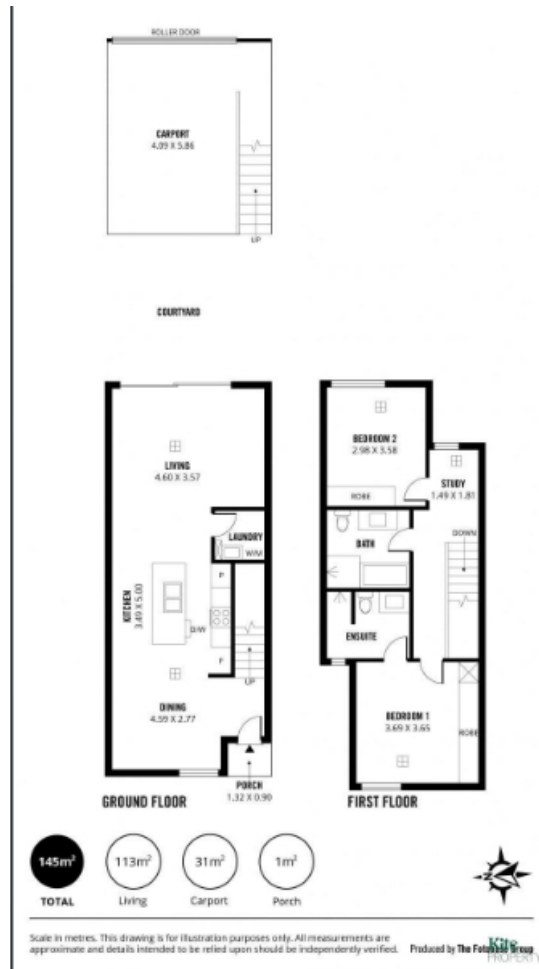 ROLLER DOOR
CARPORT
4.09 X 5.86
UP
COURTYARD
LIVING
4.60 X 3.57
LAUNDRY
W/M
P
KITCHEN
3.49 X 5.00
D/W
F
UP
DINING
4.59 X 2.77
PORCH
1.32 X 0.90
GROUND FLOOR
BEDROOM 2
2.98 X 3.58
ROBE
STUDY
1.49 X 1.81
BATH
DOWN
ENSUITE
BEDROOM 1
3.69 X 3.65
ROBE
FIRST FLOOR
145m²
TOTAL
113m²
Living
31m²
Carport
1m²
Porch
N
Scale in metres. This drawing is for illustration purposes only. All measurements are
approximate and details intended to be relied upon should be independently verified.
Produced by The Fotobase Group
PROPERTY